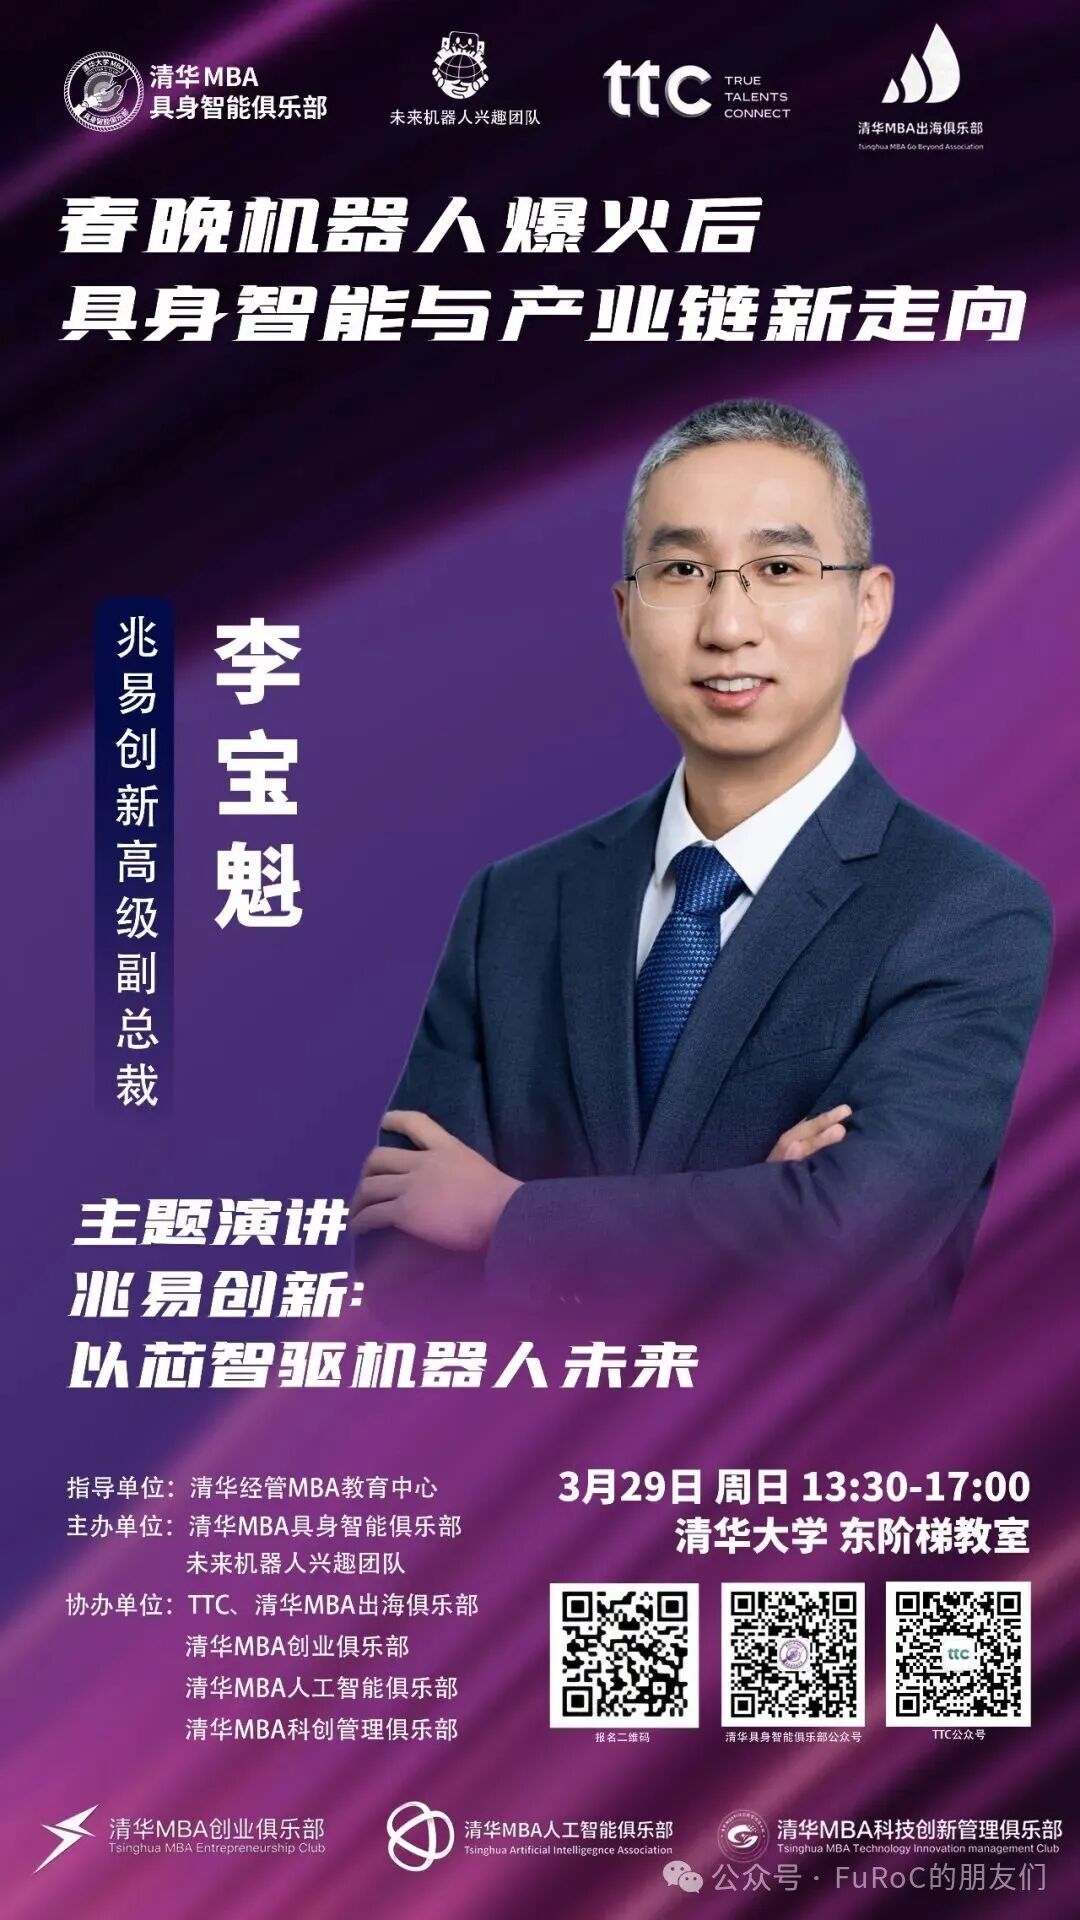 清华MBA
具身智能俱乐部
未来机器人兴趣团队
ttc TRUE
TALENTS
CONNECT
清华MBA出海俱乐部
Tsinghua MBA Go Beyond Association
春晚机器人爆火后
具身智能与产业链新走向
兆易创新高级副总裁
李宝魁
主题演讲
兆易创新:
以芯智驱机器人未来
指导单位：清华经管MBA教育中心
主办单位：清华MBA具身智能俱乐部
未来机器人兴趣团队
协办单位：TTC、清华MBA出海俱乐部
清华MBA创业俱乐部
清华MBA人工智能俱乐部
清华MBA科创管理俱乐部
3月29日 周日 13:30-17:00
清华大学 东阶梯教室
报名二维码
清华具身智能俱乐部公众号
ttc
TTC公众号
清华MBA创业俱乐部
Tsinghua MBA Entrepreneurship Club
清华MBA人工智能俱乐部
Tsinghua Artificial Intelligegnce Association
清华MBA科技创新管理俱乐部
Tsinghua MBA Technology Innovation management Club
公众号 · FuRoC的朋友们